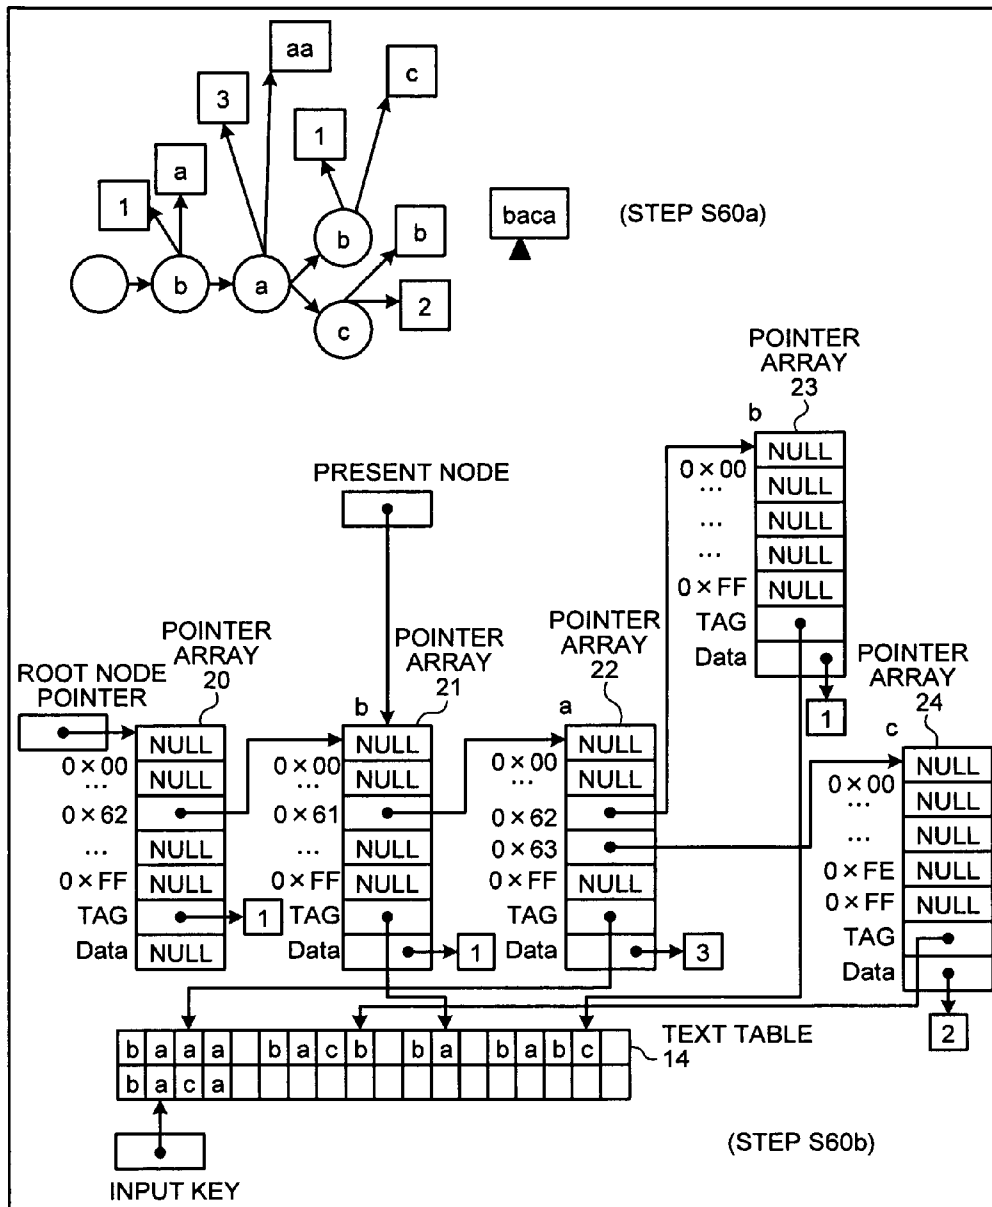 aa
3
c
1
a
1
b
b
baca
(STEP S60a)
b
a
2
c
POINTER
ARRAY
23
b
NULL
0×00
...
NULL
...
NULL
...
NULL
0×FF
NULL
TAG
Data
1
PRESENT NODE
POINTER
ARRAY
20
POINTER
ARRAY
21
POINTER
ARRAY
22
POINTER
ARRAY
24
ROOT NODE
POINTER
NULL
0×00
...
NULL
0×62
...
NULL
0×FF
NULL
TAG
1
Data
NULL
b
NULL
0×00
...
NULL
0×61
...
NULL
0×FF
NULL
TAG
Data
1
a
NULL
0×00
...
NULL
0×62
0×63
0×FF
NULL
TAG
Data
3
c
NULL
0×00
...
NULL
...
NULL
0×FE
NULL
0×FF
NULL
TAG
Data
2
b a a a b a c b b a b a b c
b a c a
TEXT TABLE
14
INPUT KEY
(STEP S60b)